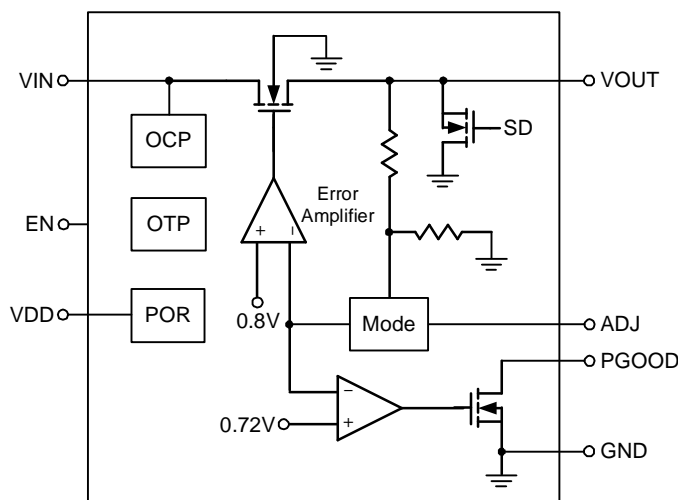 VIN
VOUT
OCP
SD
EN
OTP
Error
Amplifier
+ −
VDD
POR
0.8V
Mode
ADJ
PGOOD
−
0.72V
+
GND